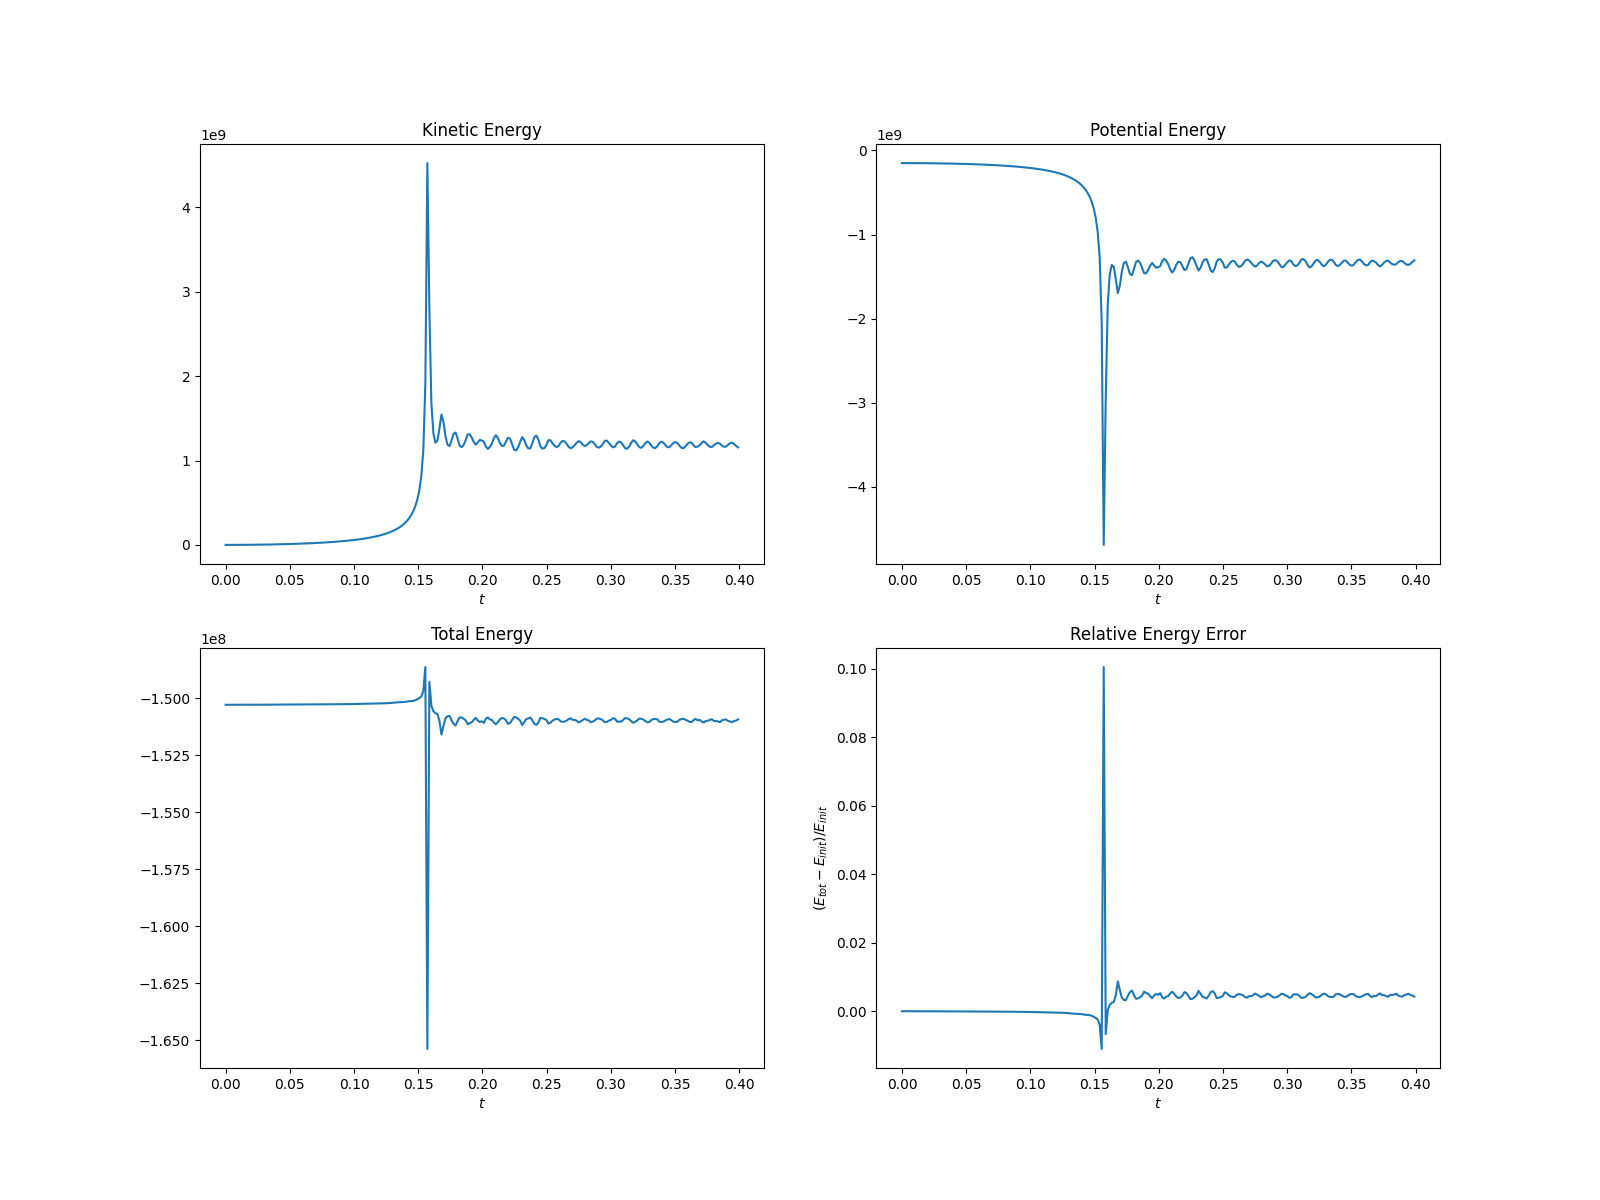 Kinetic Energy
1e9
4
3
2
1
0
0.00 0.05 0.10 0.15 0.20 0.25 0.30 0.35 0.40
t
Potential Energy
1e9
0
−1
−2
−3
−4
0.00 0.05 0.10 0.15 0.20 0.25 0.30 0.35 0.40
t
Total Energy
1e8
−1.500
−1.525
−1.550
−1.575
−1.600
−1.625
−1.650
0.00 0.05 0.10 0.15 0.20 0.25 0.30 0.35 0.40
t
Relative Energy Error
(E_{tot} − E_{init})/E_{init}
0.10
0.08
0.06
0.04
0.02
0.00
0.00 0.05 0.10 0.15 0.20 0.25 0.30 0.35 0.40
t